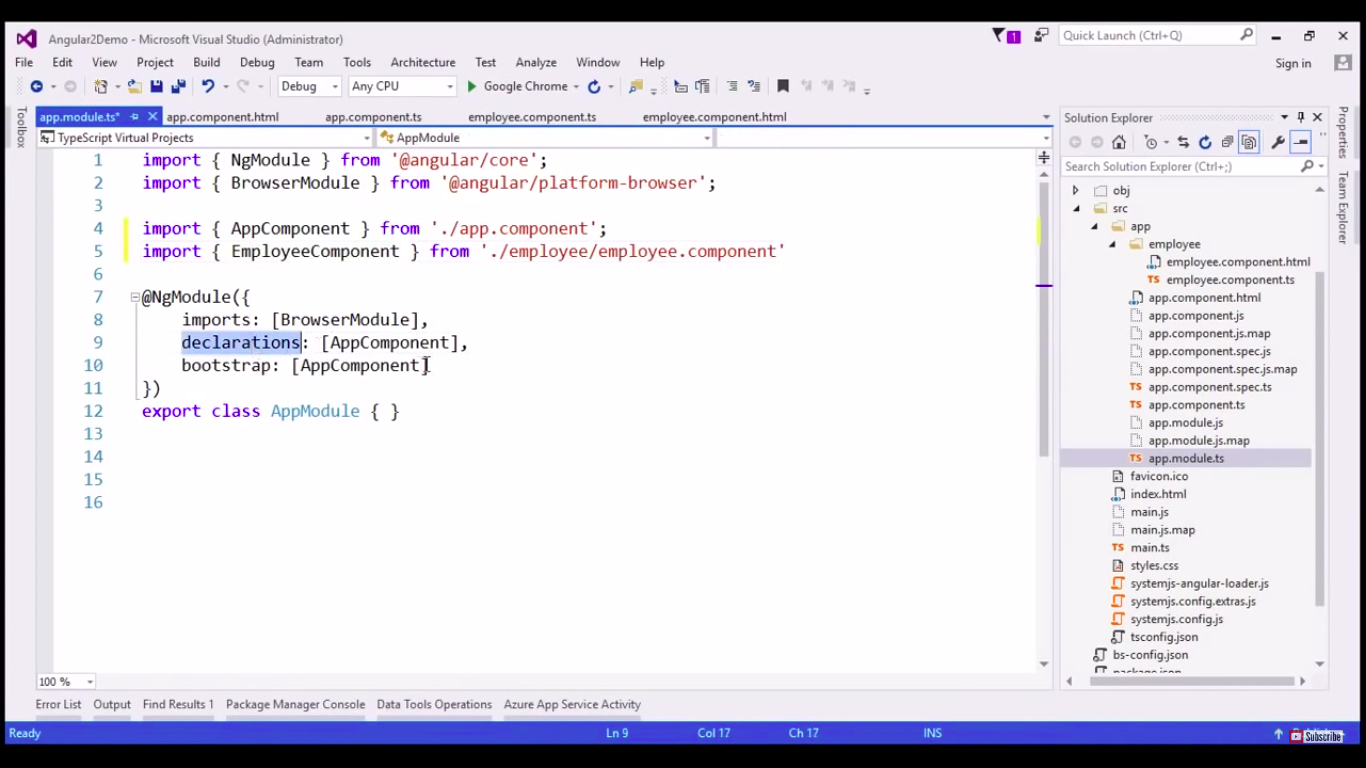 Angular2Demo - Microsoft Visual Studio (Administrator)
1
Quick Launch (Ctrl+Q)
File Edit View Project Build Debug Team Tools Architecture Test Analyze Window Help
Sign in
Debug Any CPU Google Chrome
Toolbox
app.module.ts* app.component.html app.component.ts employee.component.ts employee.component.html
TypeScript Virtual Projects AppModule
1 import { NgModule } from '@angular/core';
2 import { BrowserModule } from '@angular/platform-browser';
3
4 import { AppComponent } from './app.component';
5 import { EmployeeComponent } from './employee/employee.component'
6
7 @NgModule({
8 imports: [BrowserModule],
9 declarations: [AppComponent],
10 bootstrap: [AppComponent]
11 })
12 export class AppModule { }
13
14
15
16
100 %
Solution Explorer
Search Solution Explorer (Ctrl+;)
obj
src
app
employee
employee.component.html
TS employee.component.ts
app.component.html
app.component.js
app.component.js.map
app.component.spec.js
app.component.spec.js.map
TS app.component.spec.ts
TS app.component.ts
app.module.js
app.module.js.map
TS app.module.ts
favicon.ico
index.html
main.js
main.js.map
TS main.ts
styles.css
systemjs-angular-loader.js
systemjs.config.extras.js
systemjs.config.js
tsconfig.json
bs-config.json
package.json
Properties
Team Explorer
Error List Output Find Results 1 Package Manager Console Data Tools Operations Azure App Service Activity
Ready Ln 9 Col 17 Ch 17 INS
Subscribe